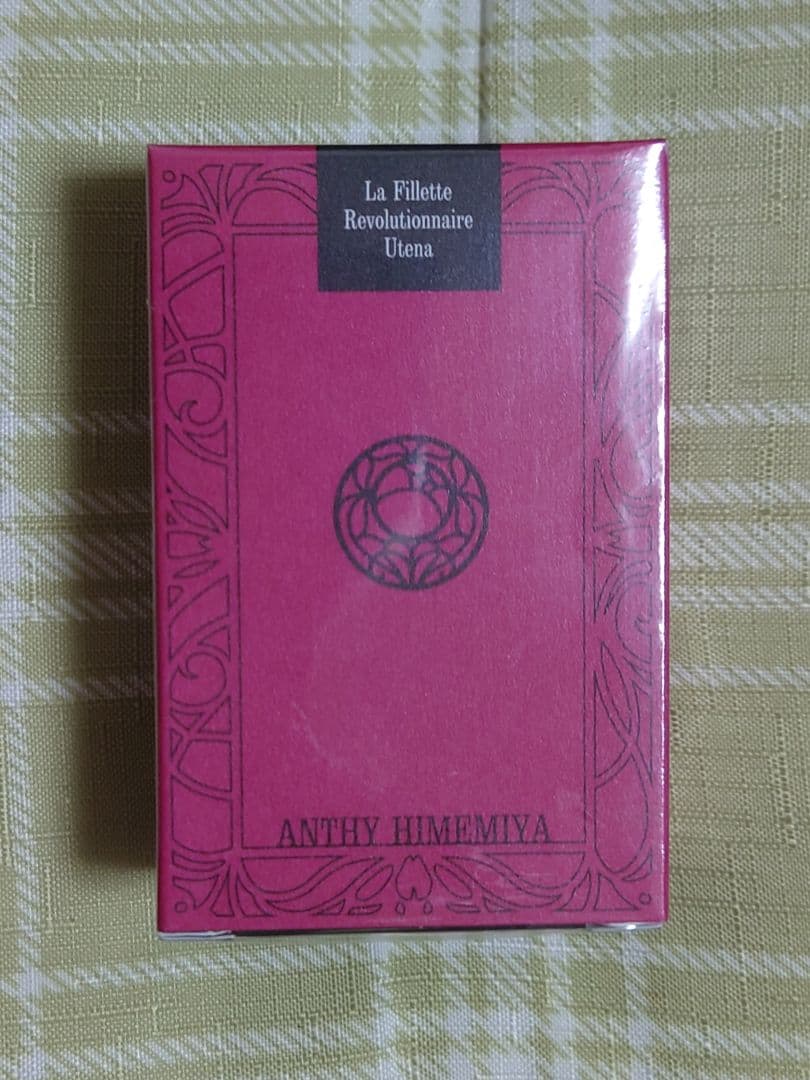 La Fillette
Revolutionnaire
Utena
ANTHY HIMEMIYA